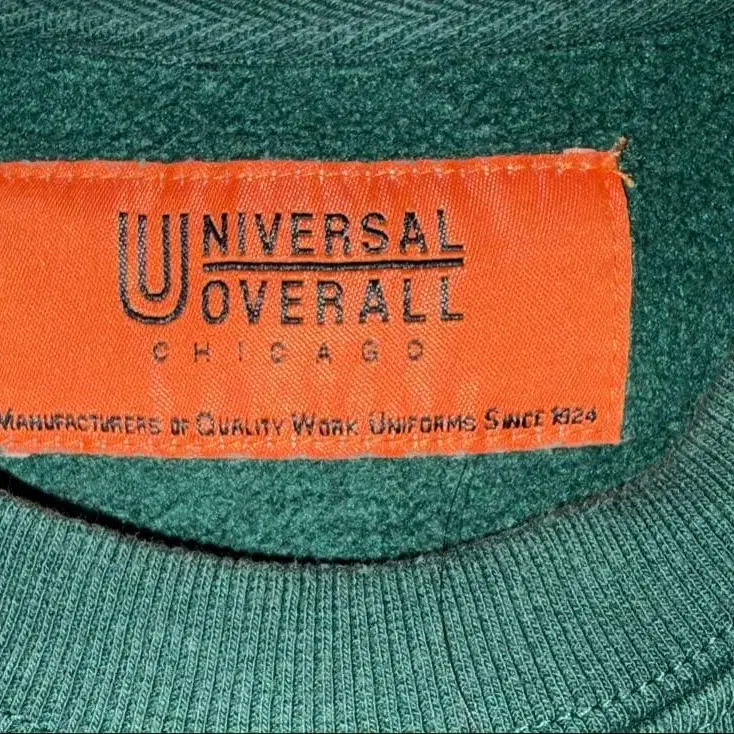 UNIVERSAL
OVERALL
CHICAGO
MANUFACTURERS OF QUALITY WORK UNIFORMS SINCE 1924